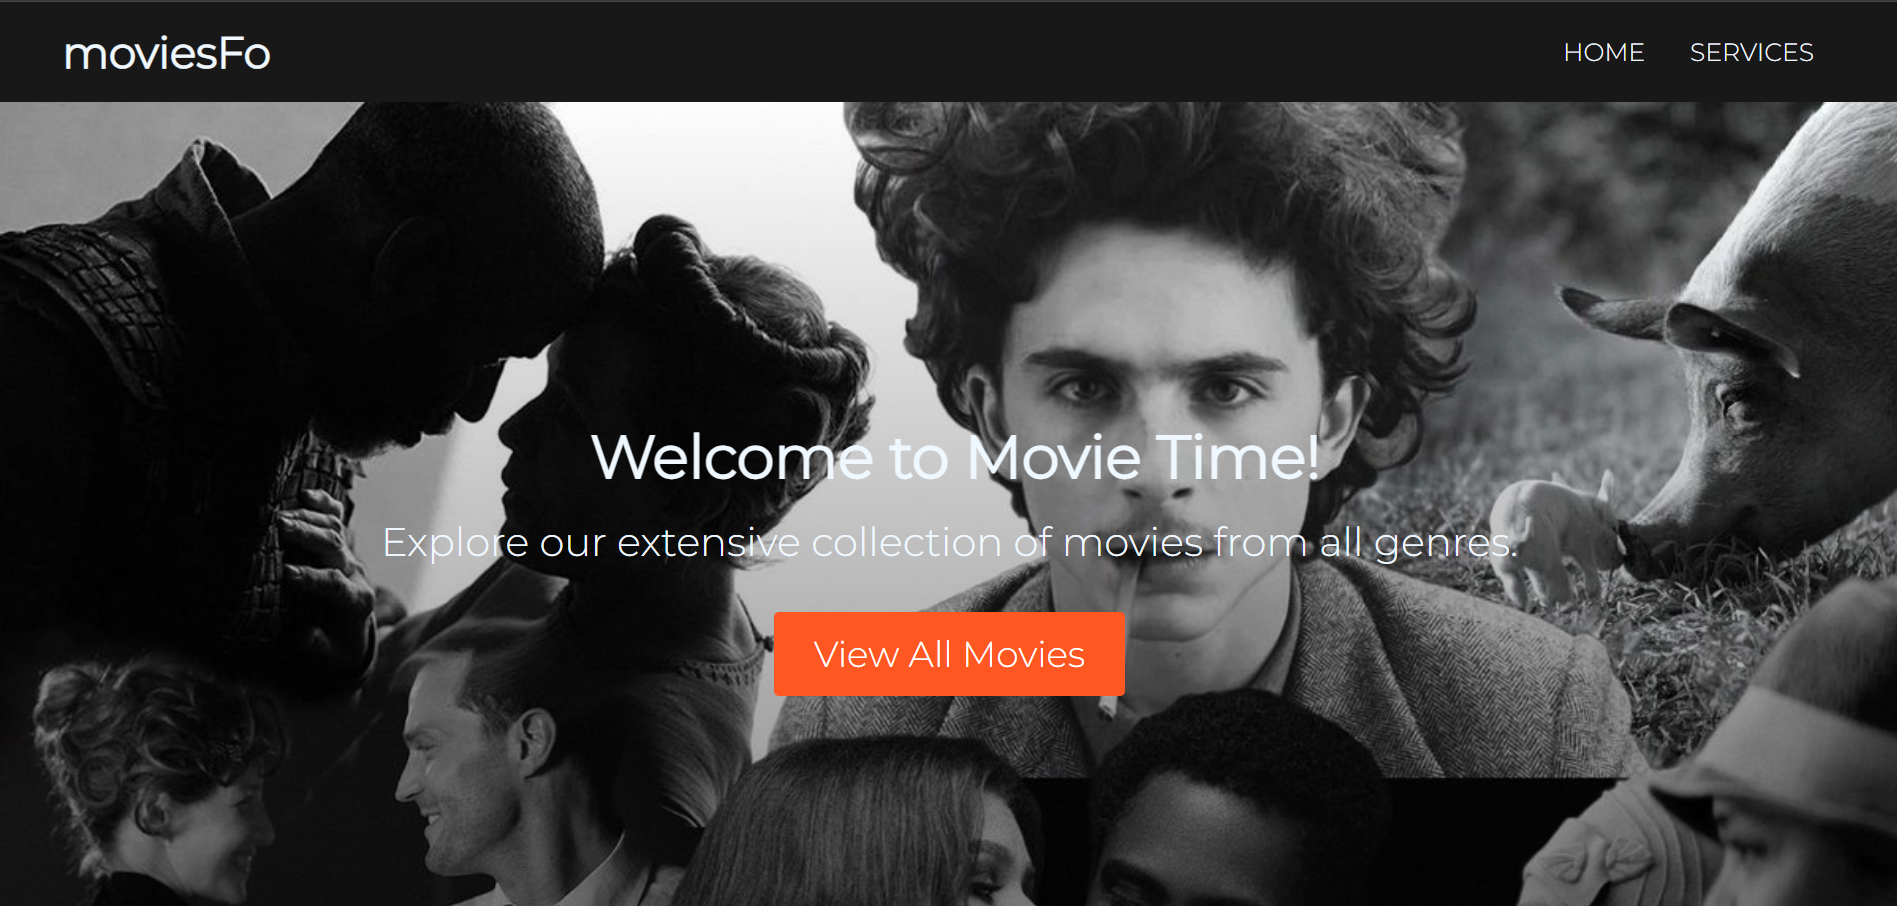 moviesFo
HOME SERVICES
Welcome to Movie Time!
Explore our extensive collection of movies from all genres.
View All Movies